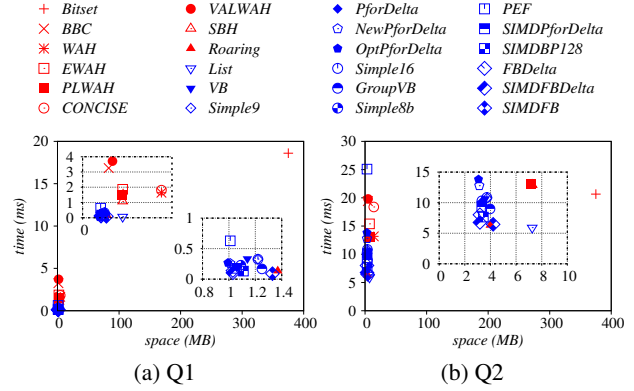 Bitset VALWAH PforDelta PEF
BBC SBH NewPforDelta SIMDPforDelta
WAH Roaring OptPforDelta SIMDBP128
EWAH List Simple16 FBDelta
PLWAH VB GroupVB SIMDFBDelta
CONCISE Simple9 Simple8b SIMDFB
20
15
10
5
0
time (ms)
0 100 200 300 400
space (MB)
4
3
2
1
0
0 2 4 6
1
0.5
0
0.8 1 1.2 1.4
(a) Q1
30
25
20
15
10
5
0
time (ms)
0 100 200 300 400
space (MB)
15
10
5
0
0 2 4 6 8 10
(b) Q2